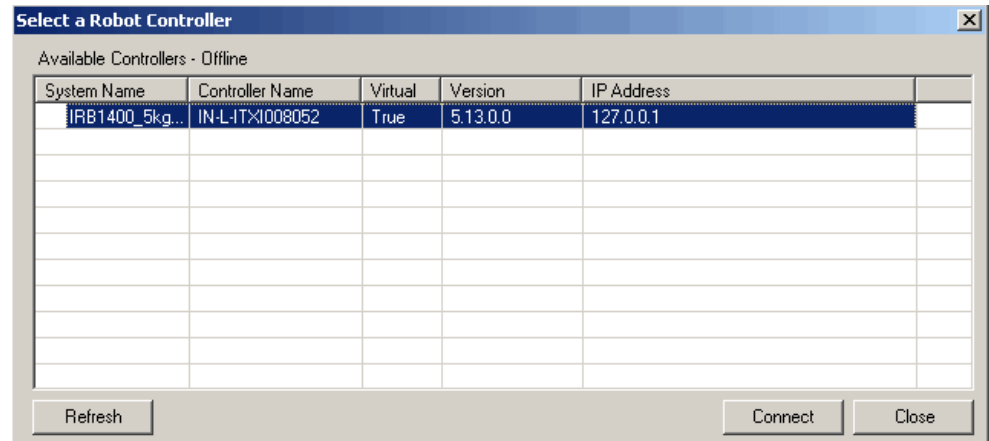 Select a Robot Controller
Available Controllers - Offline
System Name Controller Name Virtual Version IP Address
IRB1400_5kg... IN-L-ITXI008052 True 5.13.0.0 127.0.0.1
Refresh Connect Close